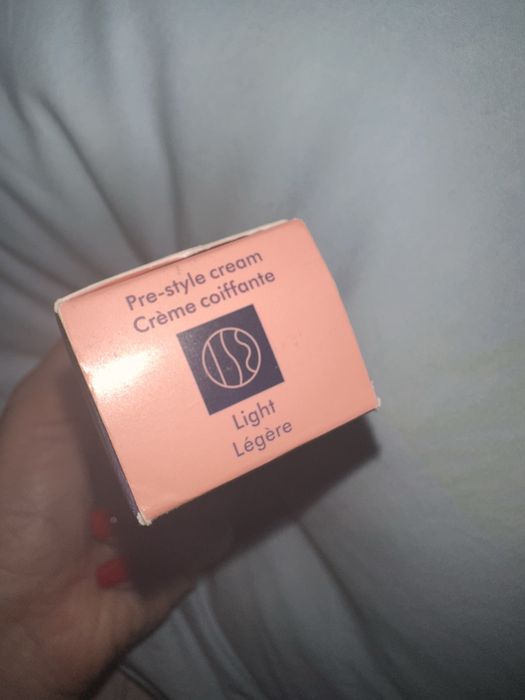 Pre-style cream
Crème coiffante
Light
Légère